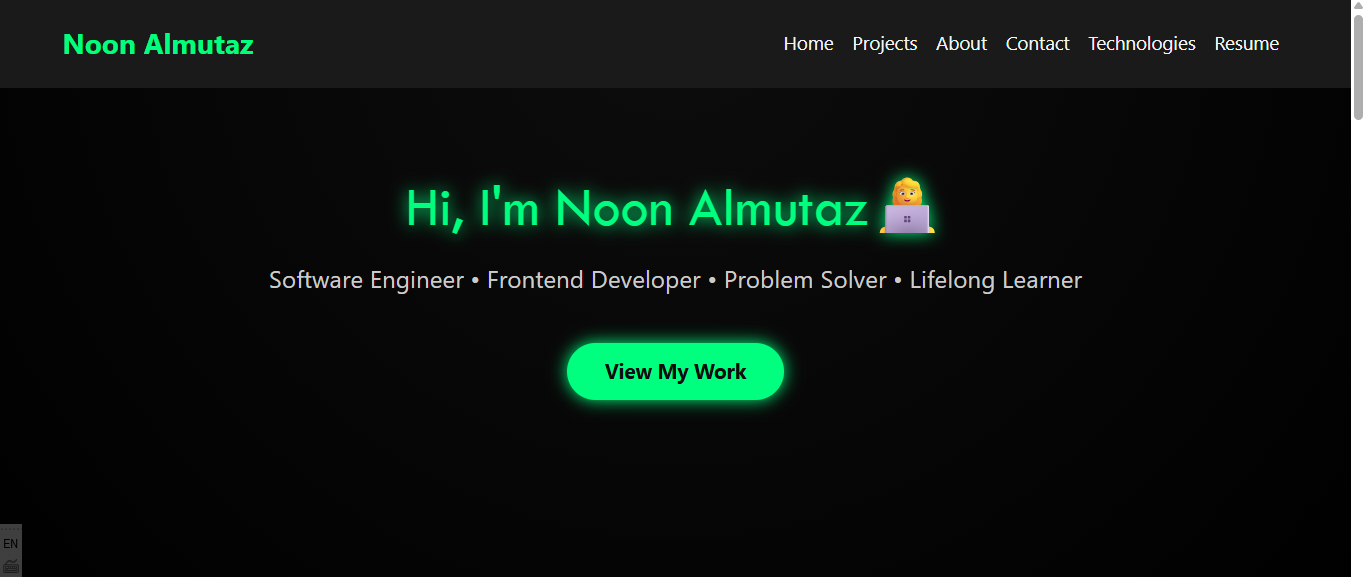 Noon Almutaz
Home Projects About Contact Technologies Resume
Hi, I'm Noon Almutaz
Software Engineer • Frontend Developer • Problem Solver • Lifelong Learner
View My Work
EN